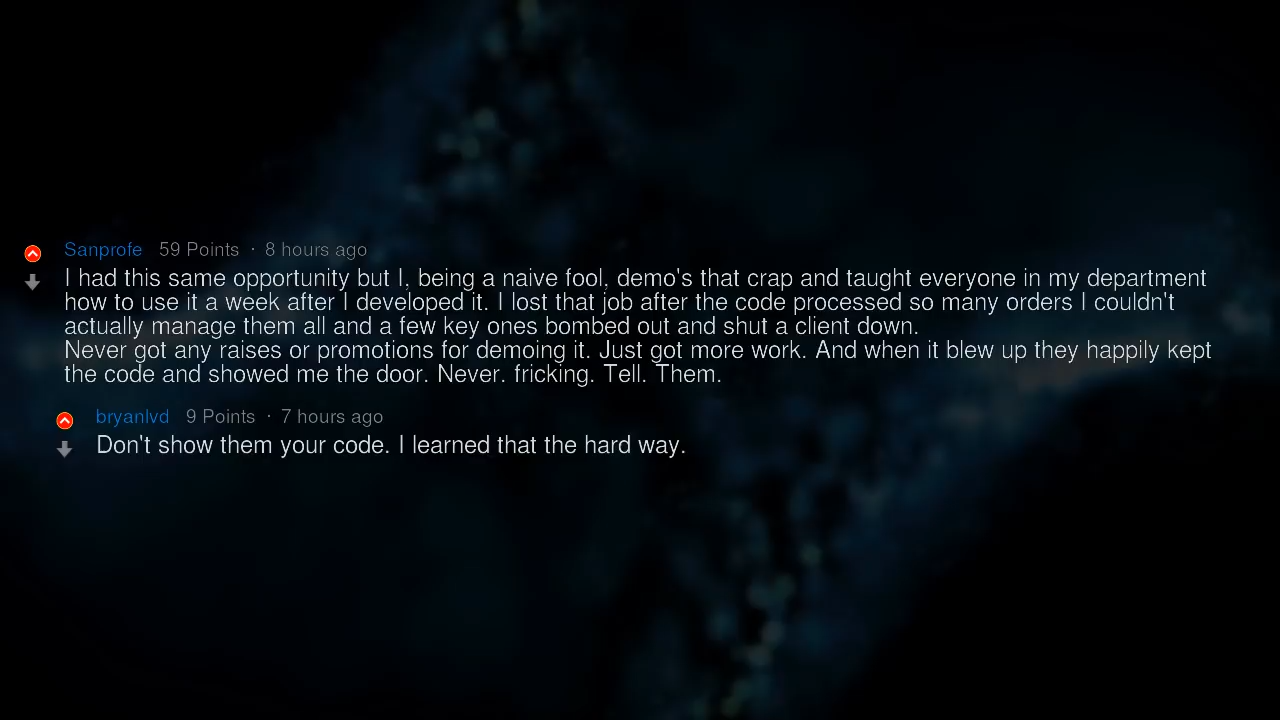 Sanprofe 59 Points · 8 hours ago
I had this same opportunity but I, being a naive fool, demo's that crap and taught everyone in my department
how to use it a week after I developed it. I lost that job after the code processed so many orders I couldn't
actually manage them all and a few key ones bombed out and shut a client down.
Never got any raises or promotions for demoing it. Just got more work. And when it blew up they happily kept
the code and showed me the door. Never. fricking. Tell. Them.
bryanlvd 9 Points · 7 hours ago
Don't show them your code. I learned that the hard way.